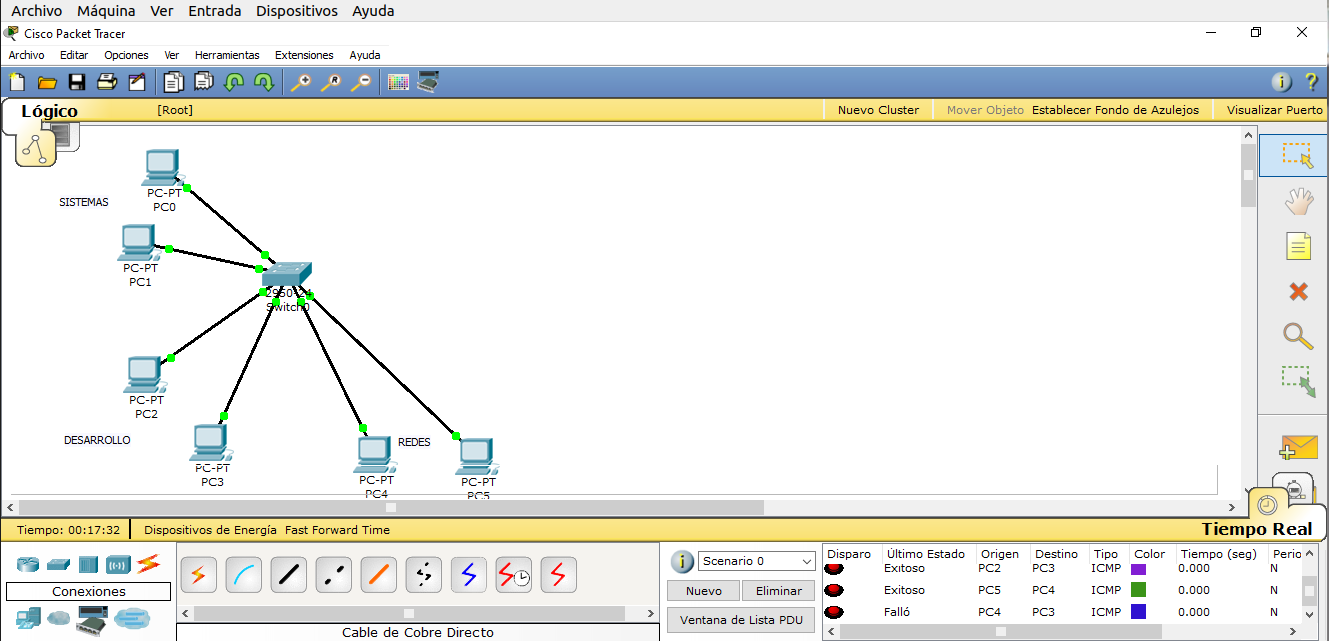 Archivo Máquina Ver Entrada Dispositivos Ayuda
Cisco Packet Tracer
Archivo Editar Opciones Ver Herramientas Extensiones Ayuda
Lógico [Root] Nuevo Cluster Mover Objeto Establecer Fondo de Azulejos Visualizar Puerto
PC-PT
PC0
SISTEMAS
PC-PT
PC1
2950-24
Switch0
PC-PT
PC2
DESARROLLO
PC-PT
PC3
REDES
PC-PT
PC4
PC-PT
PC5
Tiempo: 00:17:32 Dispositivos de Energía Fast Forward Time
Tiempo Real
Conexiones
Cable de Cobre Directo
Scenario 0
Nuevo Eliminar
Ventana de Lista PDU
Disparo Último Estado Origen Destino Tipo Color Tiempo (seg) Perio
Exitoso PC2 PC3 ICMP 0.000 N
Exitoso PC5 PC4 ICMP 0.000 N
Falló PC4 PC3 ICMP 0.000 N